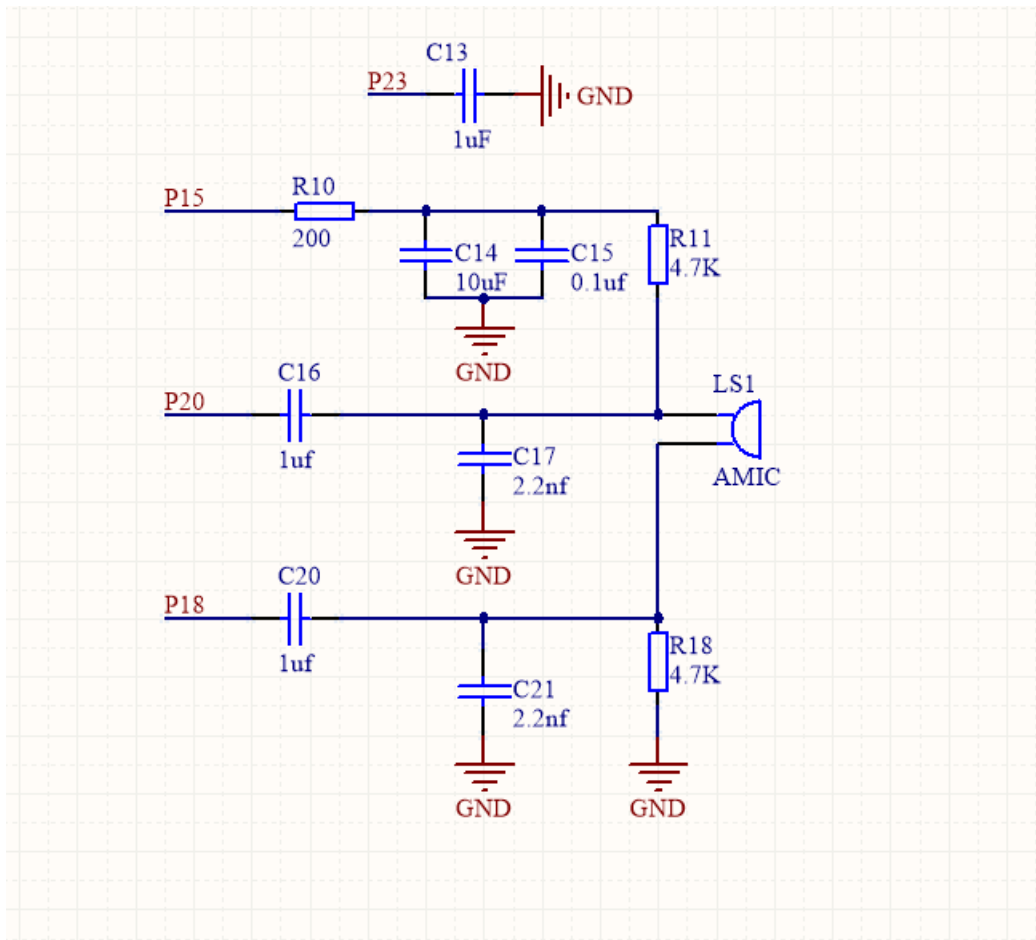 C13
P23
GND
1uF
P15
R10
200
C14
10uF
C15
0.1uf
R11
4.7K
GND
C16
P20
1uf
LS1
AMIC
C17
2.2nf
GND
C20
P18
1uf
R18
4.7K
C21
2.2nf
GND
GND